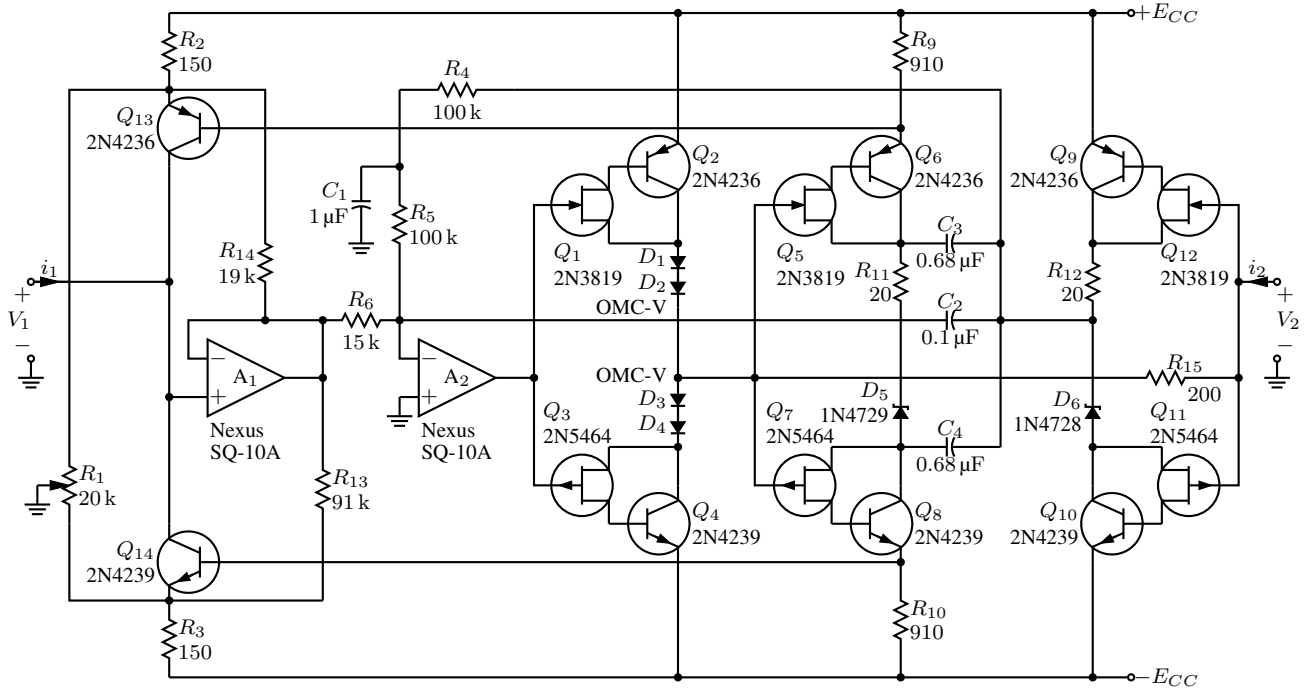 +E_CC
R_2
150
R_9
910
R_4
100 k
Q_13
2N4236
Q_2
2N4236
Q_6
2N4236
Q_9
2N4236
C_1
1 µF
R_5
100 k
Q_1
2N3819
Q_5
2N3819
C_3
0.68 µF
Q_12
2N3819
R_14
19 k
D_1
D_2
OMC-V
R_11
20
R_12
20
i_1
+
V_1
−
i_2
+
V_2
−
R_6
15 k
C_2
0.1 µF
−
A_1
+
Nexus
SQ-10A
−
A_2
+
Nexus
SQ-10A
OMC-V
D_3
D_4
R_15
200
D_5
1N4729
D_6
1N4728
Q_3
2N5464
Q_7
2N5464
C_4
0.68 µF
Q_11
2N5464
R_1
20 k
R_13
91 k
Q_14
2N4239
Q_4
2N4239
Q_8
2N4239
Q_10
2N4239
R_3
150
R_10
910
−E_CC